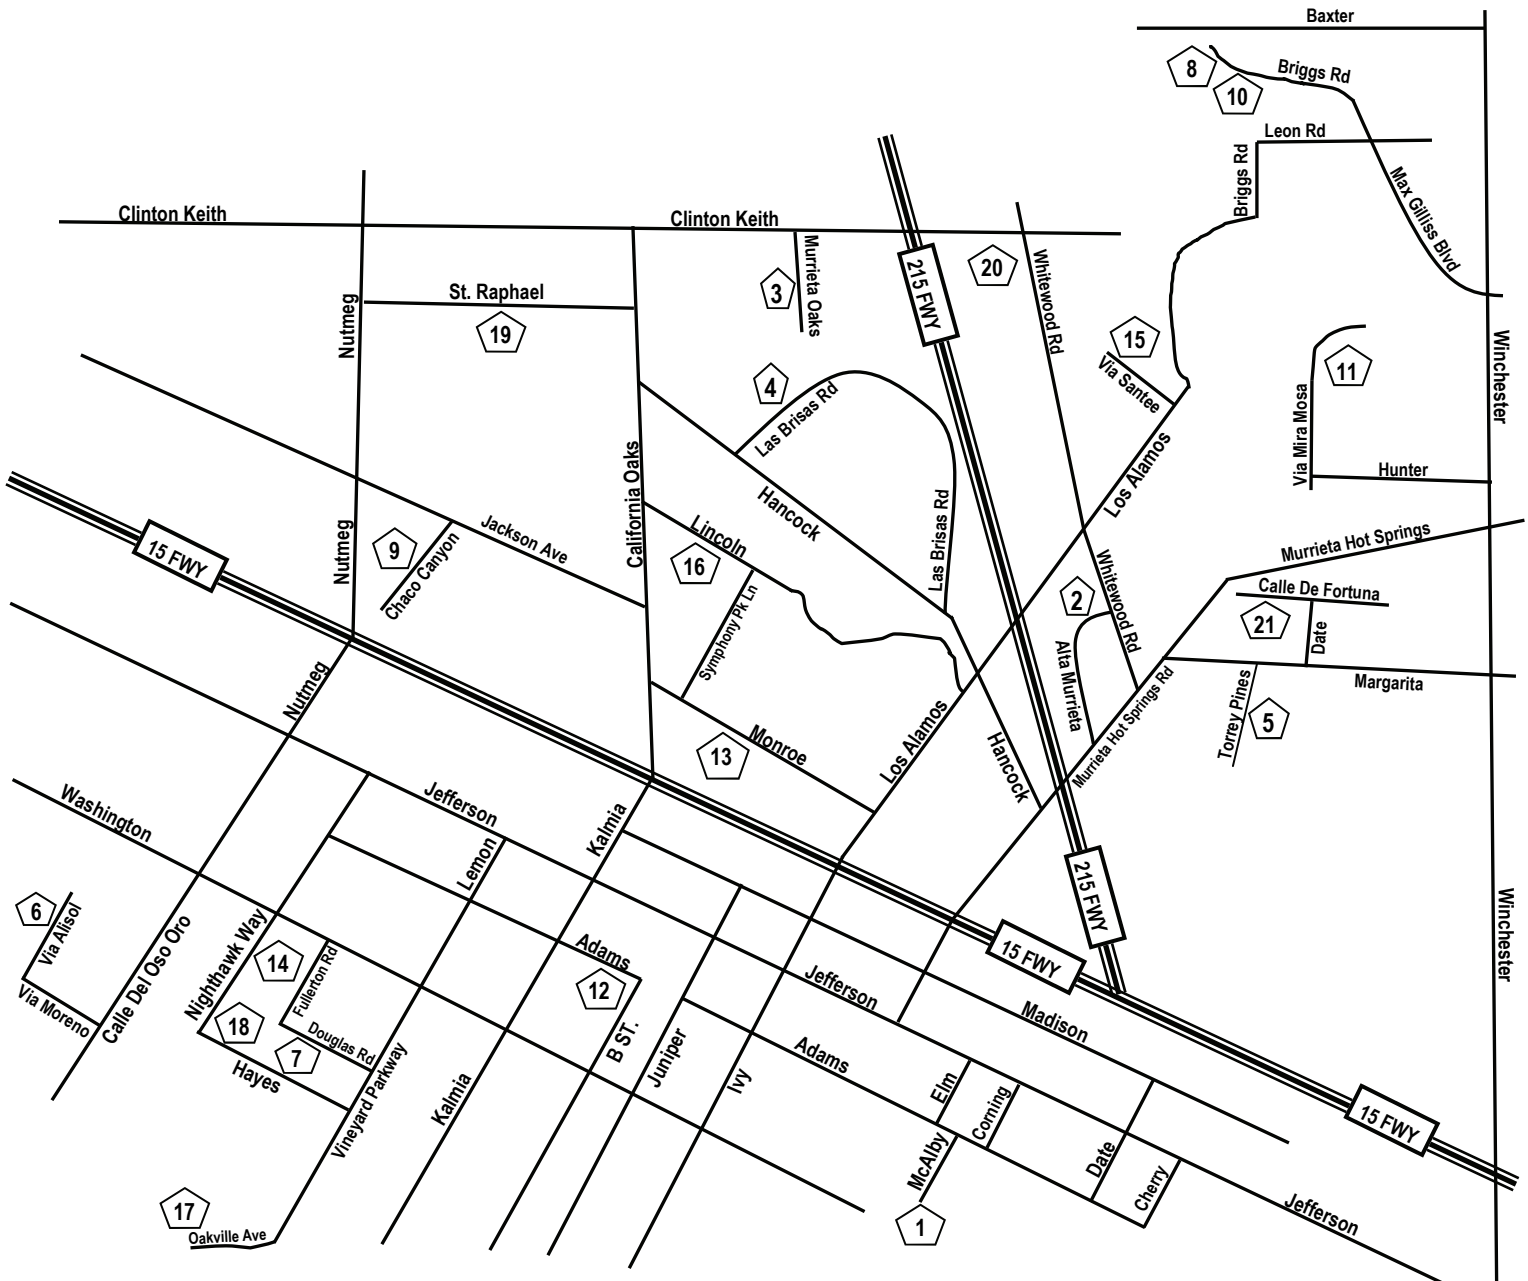 Baxter
8
Briggs Rd
10
Leon Rd
Briggs Rd
Max Gilliss Blvd
Clinton Keith
Clinton Keith
Murrieta Oaks
3
215 FWY
20
Whitewood Rd
St. Raphael
19
Nutmeg
15
Via Santee
11
Winchester
4
Las Brisas Rd
Via Mira Mosa
Hunter
Los Alamos
California Oaks
Hancock
Las Brisas Rd
Lincoln
16
Jackson Ave
9
Chaco Canyon
Nutmeg
15 FWY
Murrieta Hot Springs
Calle De Fortuna
21
Date
Whitewood Rd
2
Alta Murrieta
Symphony Pk Ln
Margarita
Torrey Pines
5
Murrieta Hot Springs Rd
Nutmeg
Monroe
13
Los Alamos
Hancock
Washington
Jefferson
Kalmia
Lemon
215 FWY
Winchester
6
Via Alisol
Via Moreno
Calle Del Oso Oro
Nighthawk Way
14
Fullerton Rd
18
7
Douglas Rd
Hayes
Vineyard Parkway
Adams
12
B ST.
Juniper
Ivy
Kalmia
Jefferson
15 FWY
Madison
Adams
Elm
Corning
McAlby
1
Date
Cherry
15 FWY
Jefferson
17
Oakville Ave